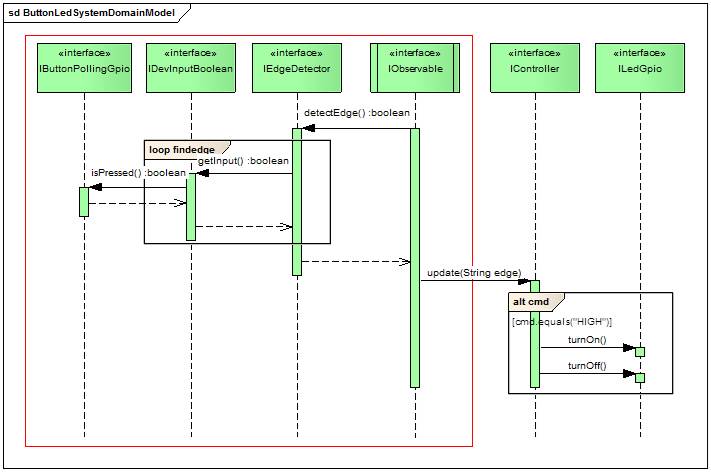 sd ButtonLedSystemDomainModel
«interface» «interface» «interface» «interface» «interface» «interface»
IButtonPollingGpio IDevInputBoolean IEdgeDetector IObservable IController ILedGpio
detectEdge() :boolean
loop findedge
getInput() :boolean
isPressed() :boolean
update(String edge)
alt cmd
[cmd.equals("HIGH")]
turnOn()
turnOff()